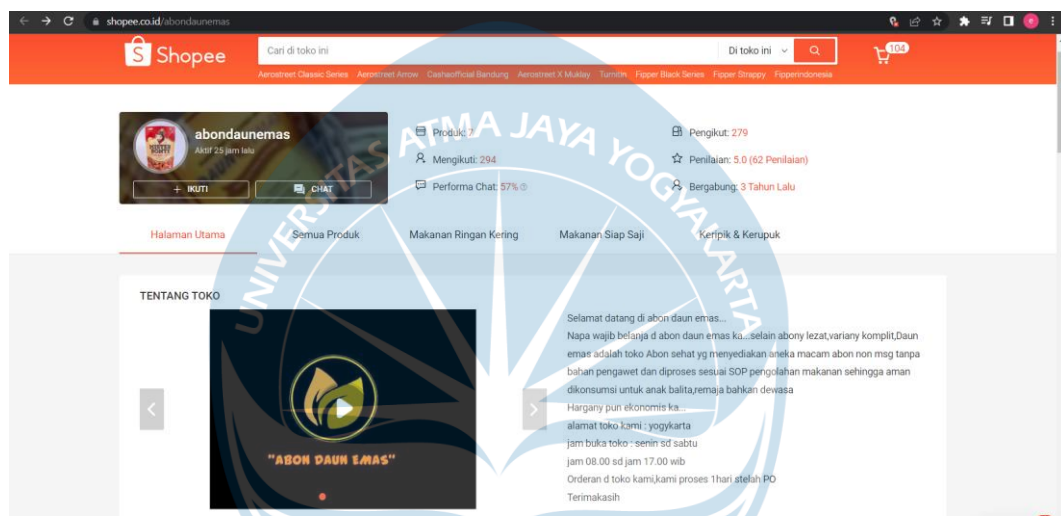 shopee.co.id/abondaunemas
Shopee
Cari di toko ini
Di toko ini
104
Aerostreet Classic Series Aerostreet Arrow Cashaofficial Bandung Aerostreet X Muklay Turnitin Fipper Black Series Fipper Strappy Fipperindonesia
abondaunemas
Aktif 25 jam lalu
+ IKUTI
CHAT
Produk: 7
Mengikuti: 294
Performa Chat: 57%
Pengikut: 279
Penilaian: 5.0 (62 Penilaian)
Bergabung: 3 Tahun Lalu
Halaman Utama
Semua Produk
Makanan Ringan Kering
Makanan Siap Saji
Keripik & Kerupuk
UNIVERSITAS ATMA JAYA YOGYAKARTA
TENTANG TOKO
"ABON DAUN EMAS"
Selamat datang di abon daun emas...
Napa wajib belanja d abon daun emas ka...selain abony lezat,variany komplit,Daun
emas adalah toko Abon sehat yg menyediakan aneka macam abon non msg tanpa
bahan pengawet dan diproses sesuai SOP pengolahan makanan sehingga aman
dikonsumsi untuk anak balita,remaja bahkan dewasa
Hargany pun ekonomis ka...
alamat toko kami : yogykarta
jam buka toko : senin sd sabtu
jam 08.00 sd jam 17.00 wib
Orderan d toko kami,kami proses 1hari stelah PO
Terimakasih